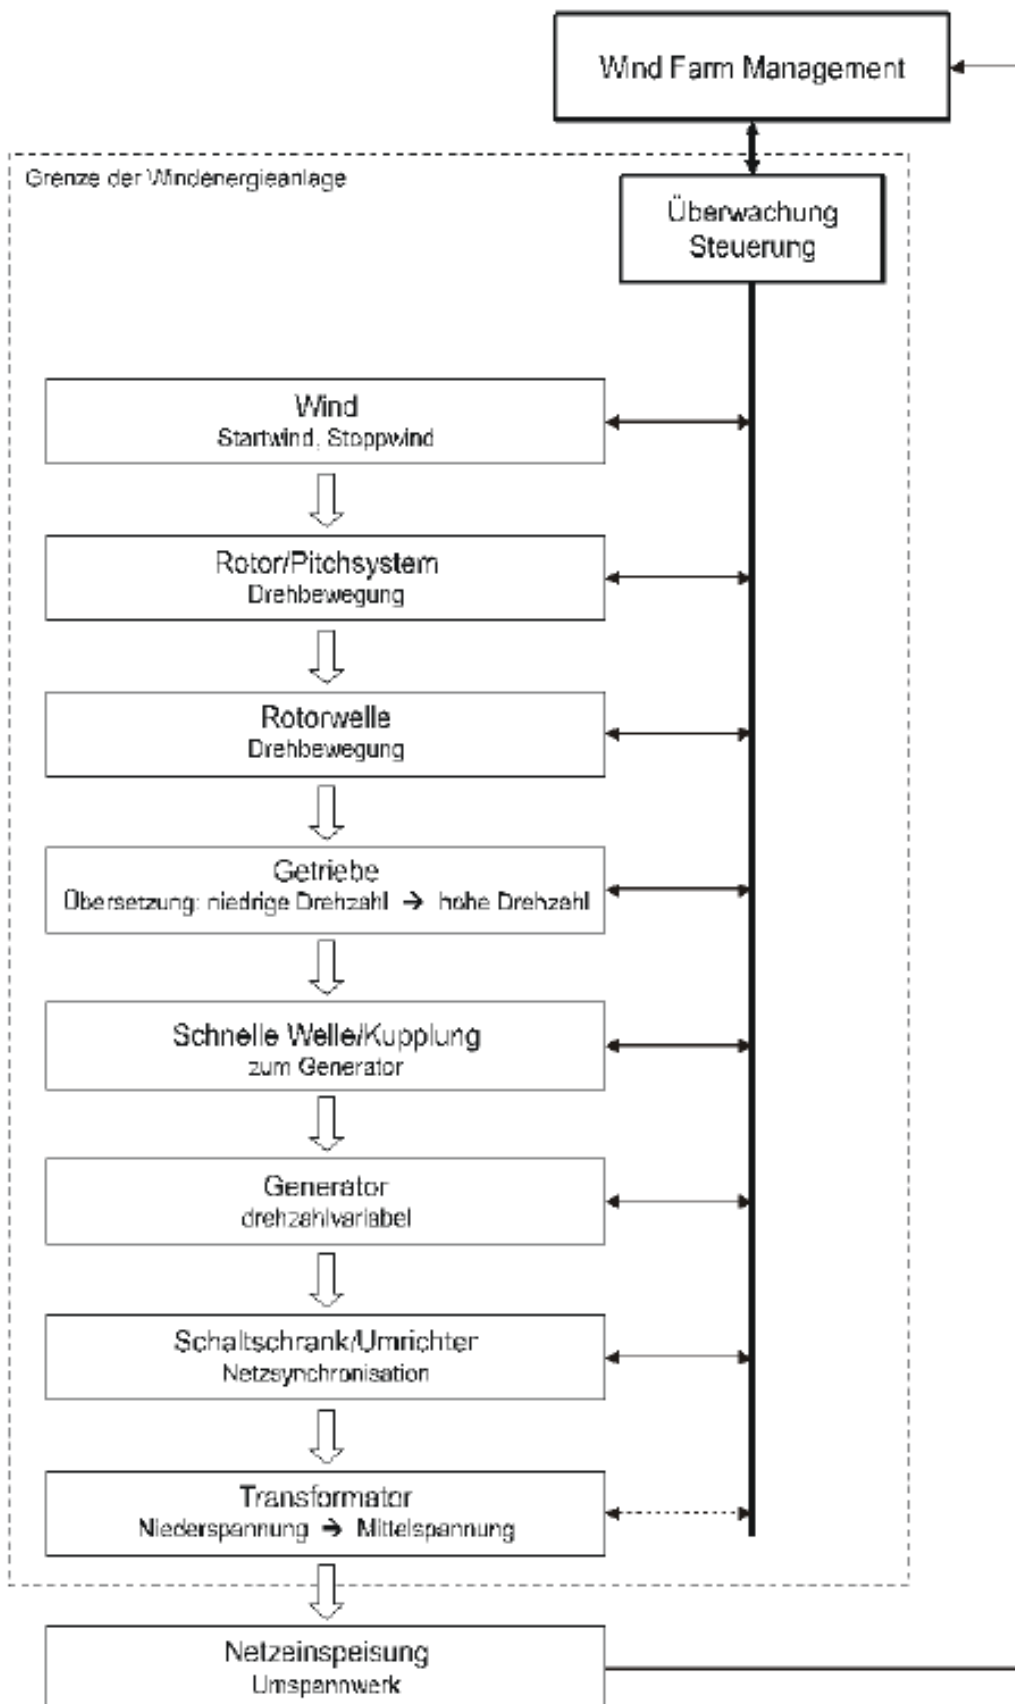 Wind Farm Management
Grenze der Windenergieanlage
Überwachung
Steuerung
Wind
Startwind, Stoppwind
Rotor/Pitchsystem
Drehbewegung
Rotorwelle
Drehbewegung
Getriebe
Übersetzung: niedrige Drehzahl → hohe Drehzahl
Schnelle Welle/Kupplung
zum Generator
Generator
drehzahlvariabel
Schaltschrank/Umrichter
Netzsynchronisation
Transformator
Niederspannung → Mittelspannung
Netzeinspeisung
Umspannwerk